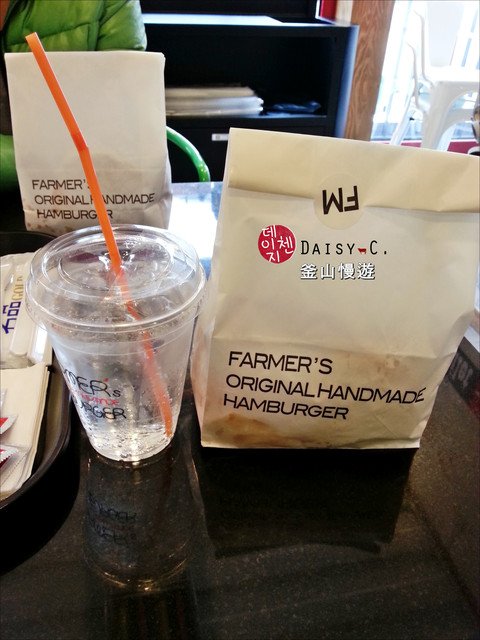 FARMER'S
ORIGINAL HANDMADE
HAMBURGER
FM
데이지첸
DAISY C.
釜山慢遊
FARMER'S
ORIGINAL HANDMADE
HAMBURGER